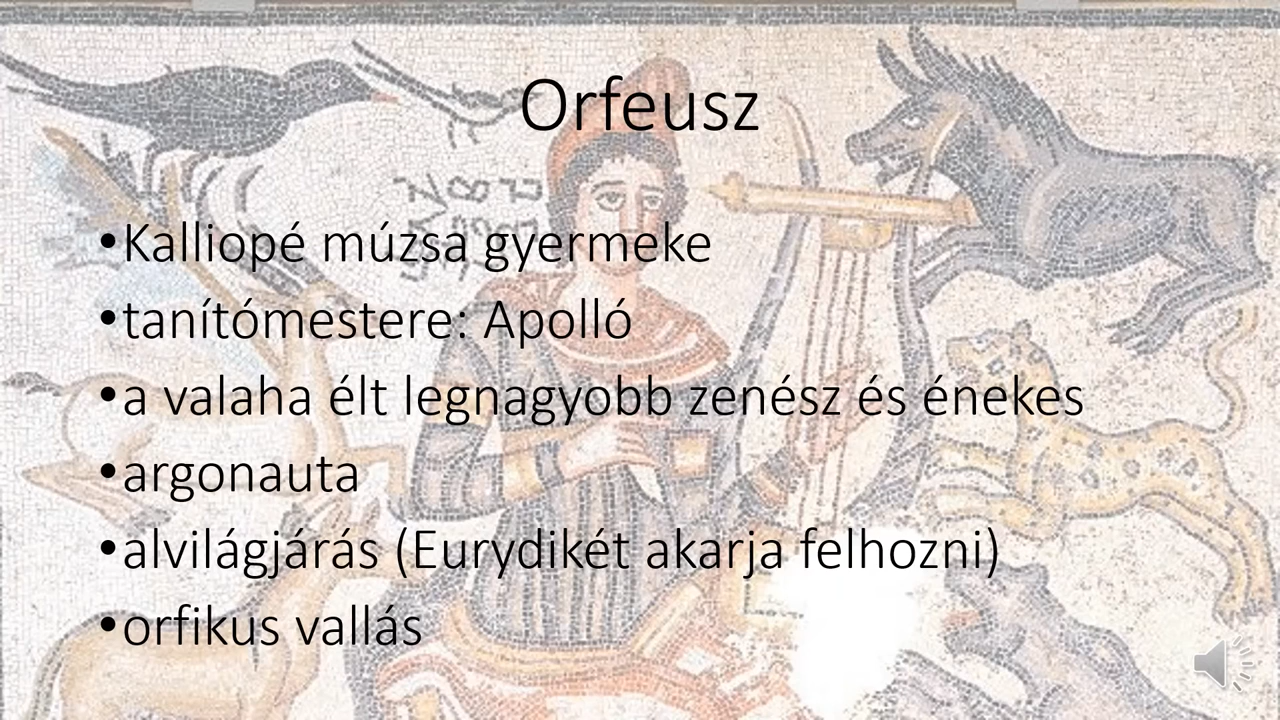 Orfeusz
•Kalliopé múzsa gyermeke
•tanítómestere: Apolló
•a valaha élt legnagyobb zenész és énekes
•argonauta
•alvilágjárás (Eurydikét akarja felhozni)
•orfikus vallás